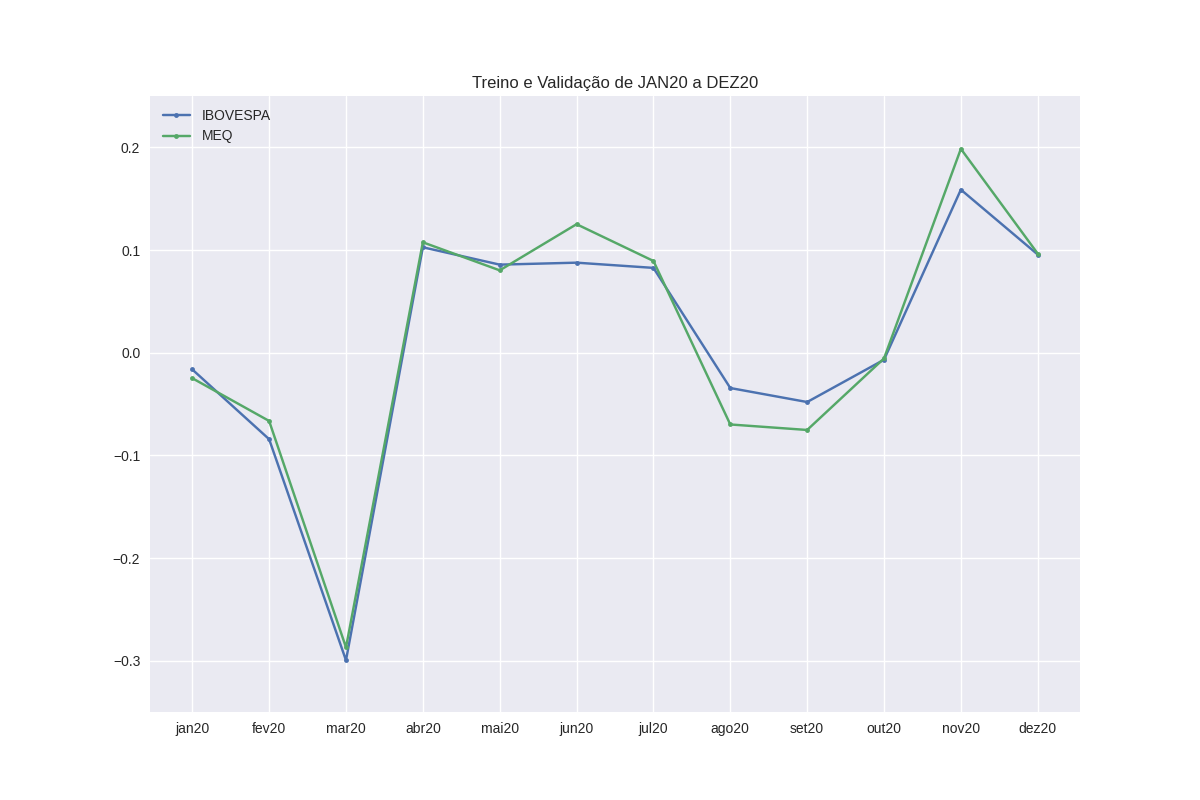 Treino e Validação de JAN20 a DEZ20
IBOVESPA
MEQ
0.2
0.1
0.0
−0.1
−0.2
−0.3
jan20 fev20 mar20 abr20 mai20 jun20 jul20 ago20 set20 out20 nov20 dez20